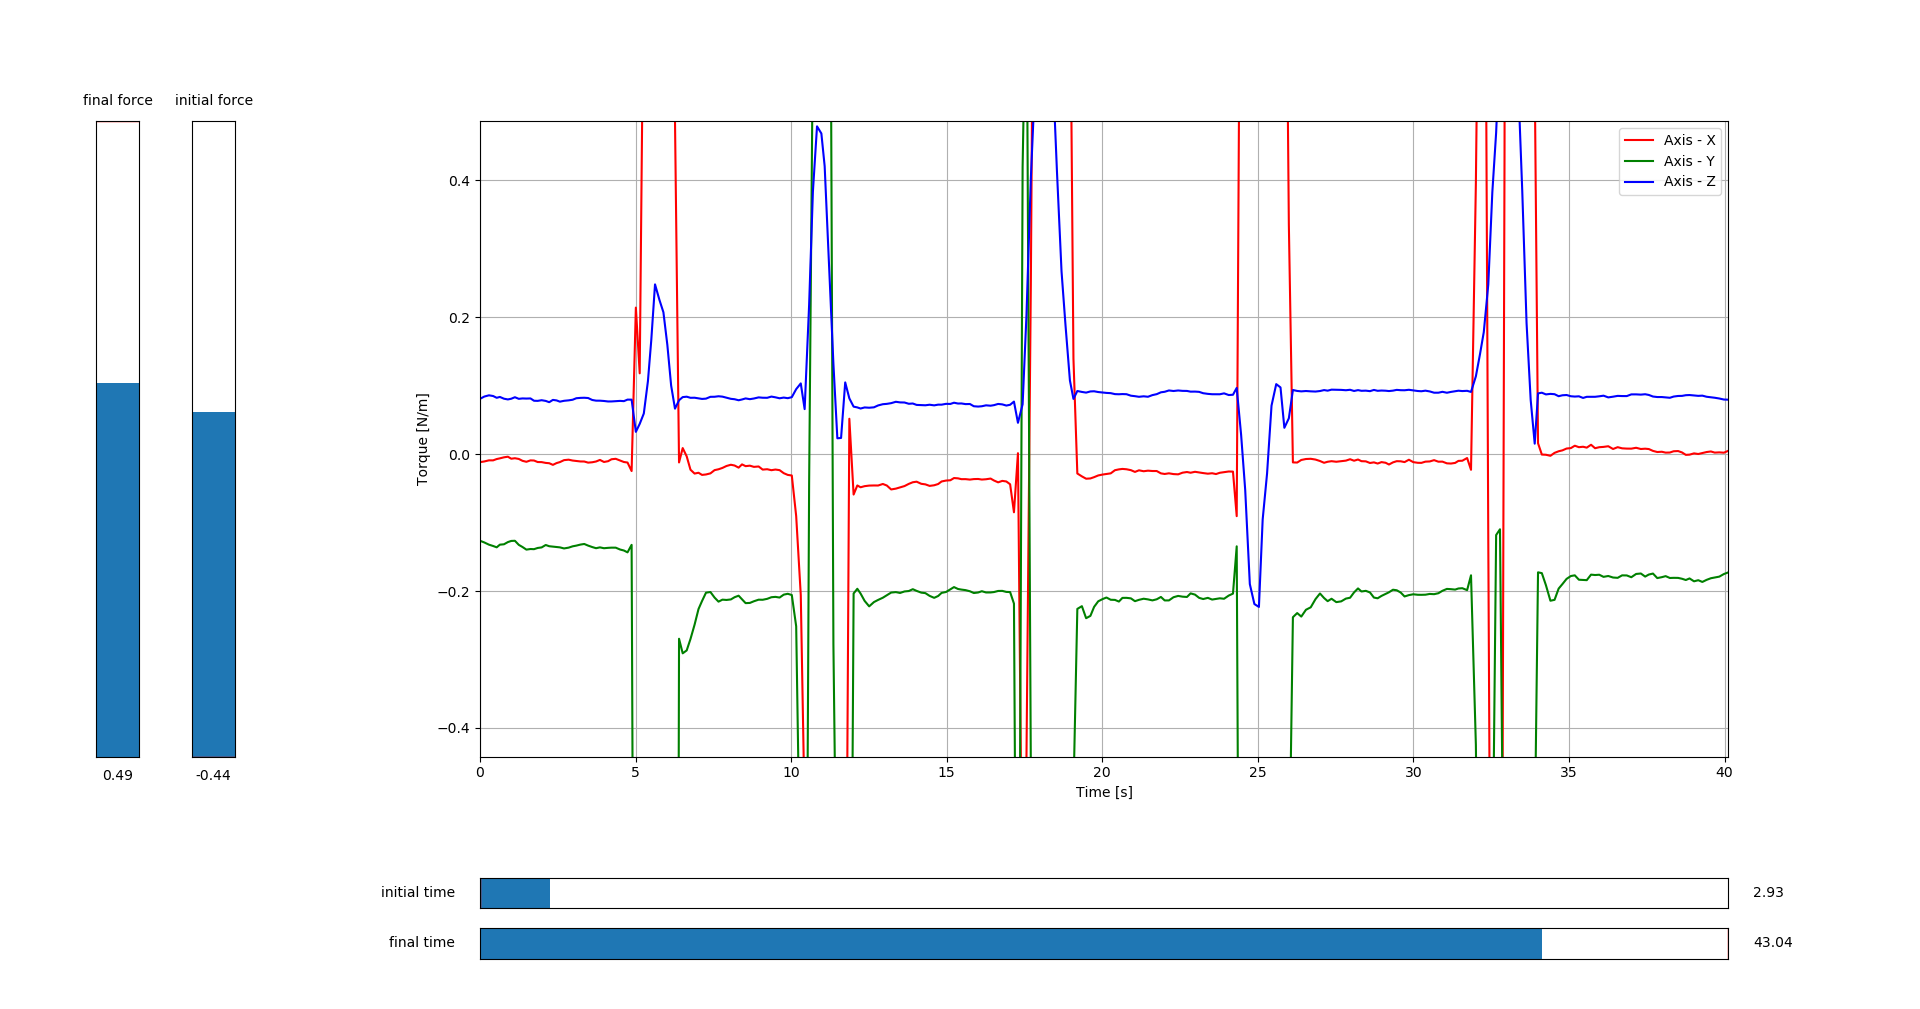 final force initial force
0.49 -0.44
Axis - X
Axis - Y
Axis - Z
Torque [N/m]
0.4
0.2
0.0
−0.2
−0.4
0 5 10 15 20 25 30 35 40
Time [s]
initial time 2.93
final time 43.04